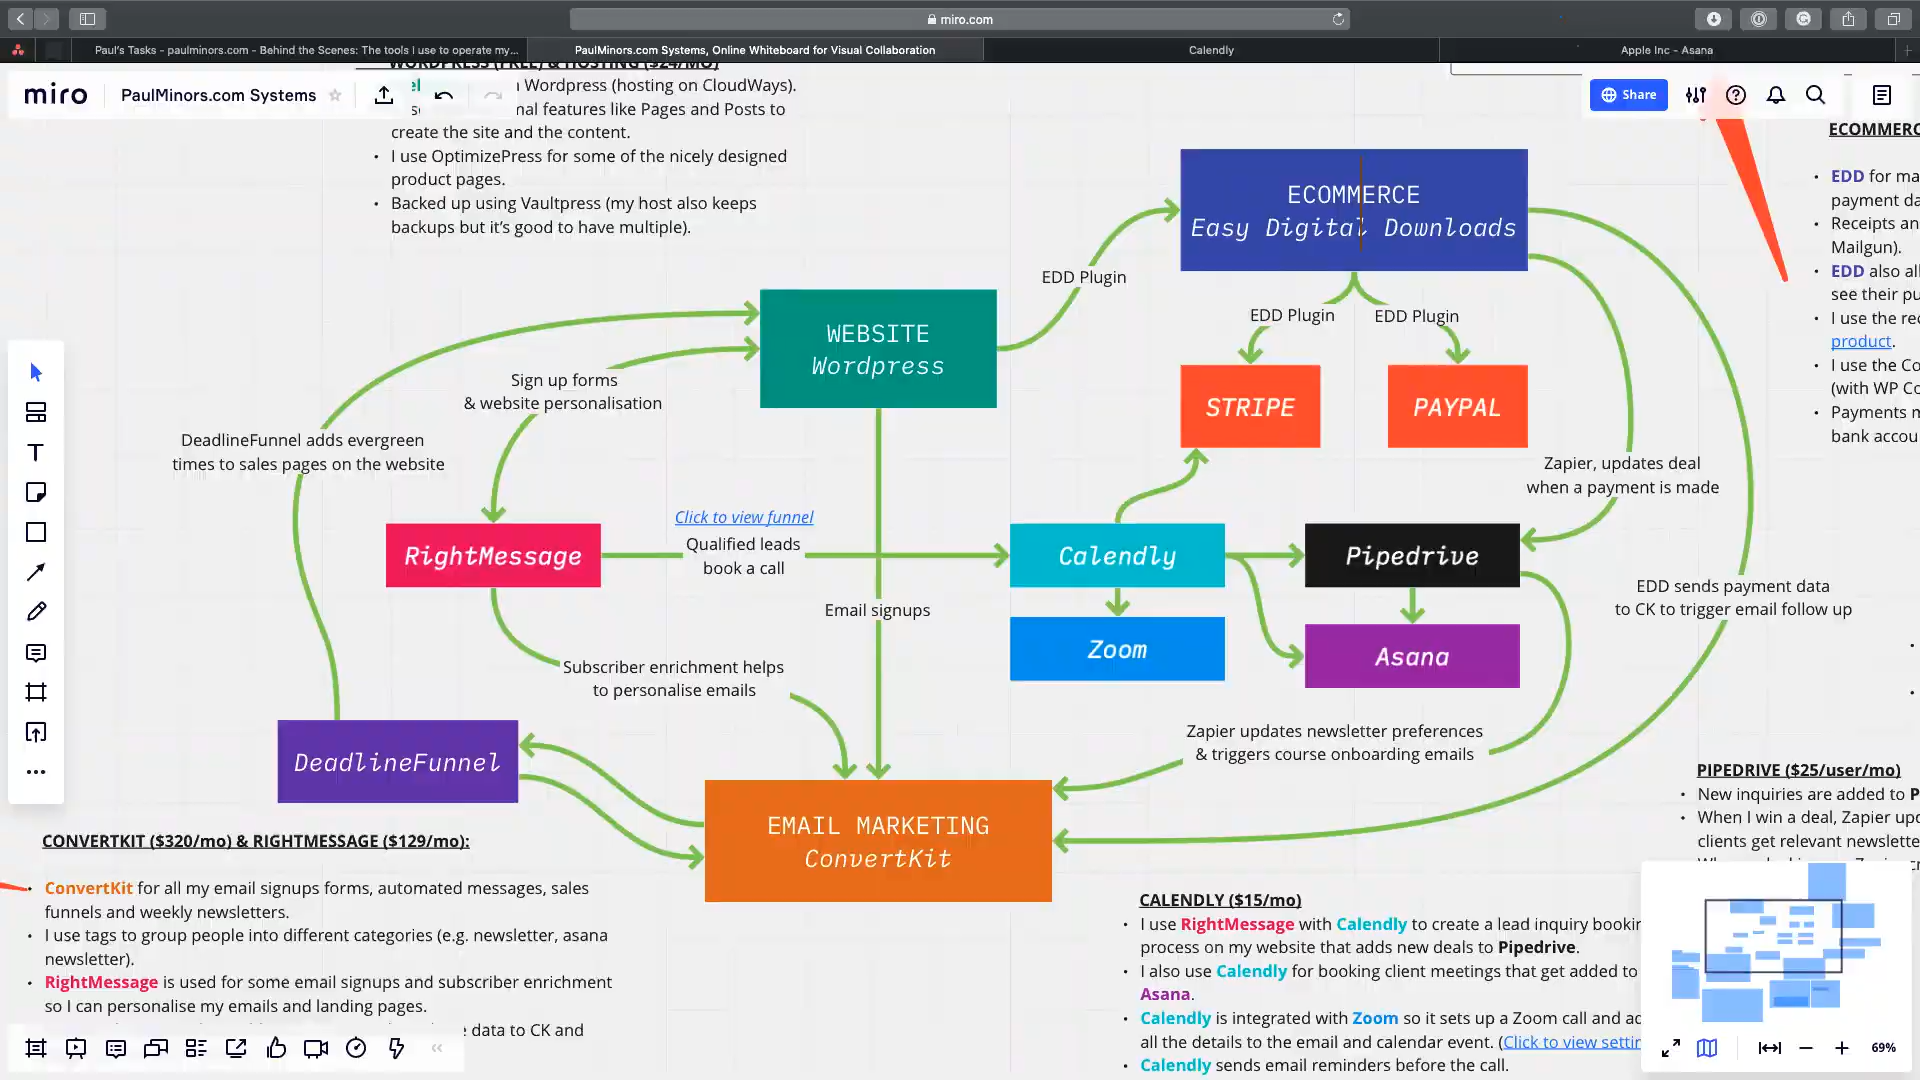 miro.com
Paul's Tasks - paulminors.com - Behind the Scenes: The tools I use to operate my...
PaulMinors.com Systems, Online Whiteboard for Visual Collaboration
Calendly
Apple Inc - Asana
WORDPRESS (FREE) & HOSTING ($24/MO)
miro
PaulMinors.com Systems
Share
Wordpress (hosting on CloudWays).
features like Pages and Posts to
create the site and the content.
• I use OptimizePress for some of the nicely designed
product pages.
• Backed up using Vaultpress (my host also keeps
backups but it's good to have multiple).
ECOMMERCE
Easy Digital Downloads
EDD Plugin
EDD Plugin
EDD Plugin
WEBSITE
Wordpress
STRIPE
PAYPAL
Sign up forms
& website personalisation
DeadlineFunnel adds evergreen
times to sales pages on the website
Zapier, updates deal
when a payment is made
Click to view funnel
Qualified leads
book a call
RightMessage
Calendly
Pipedrive
Zoom
Asana
Email signups
EDD sends payment data
to CK to trigger email follow up
Subscriber enrichment helps
to personalise emails
Zapier updates newsletter preferences
& triggers course onboarding emails
DeadlineFunnel
EMAIL MARKETING
ConvertKit
ECOMMERC
• EDD for ma
payment da
• Receipts an
Mailgun).
• EDD also all
see their pu
• I use the rec
product.
• I use the Co
(with WP Co
• Payments m
bank accou
PIPEDRIVE ($25/user/mo)
• New inquiries are added to P
• When I win a deal, Zapier upd
clients get relevant newslette
CONVERTKIT ($320/mo) & RIGHTMESSAGE ($129/mo):
• ConvertKit for all my email signups forms, automated messages, sales
funnels and weekly newsletters.
• I use tags to group people into different categories (e.g. newsletter, asana
newsletter).
• RightMessage is used for some email signups and subscriber enrichment
so I can personalise my emails and landing pages.
data to CK and
CALENDLY ($15/mo)
• I use RightMessage with Calendly to create a lead inquiry bookin
process on my website that adds new deals to Pipedrive.
• I also use Calendly for booking client meetings that get added to
Asana.
• Calendly is integrated with Zoom so it sets up a Zoom call and ad
all the details to the email and calendar event. (Click to view settin
• Calendly sends email reminders before the call.
69%